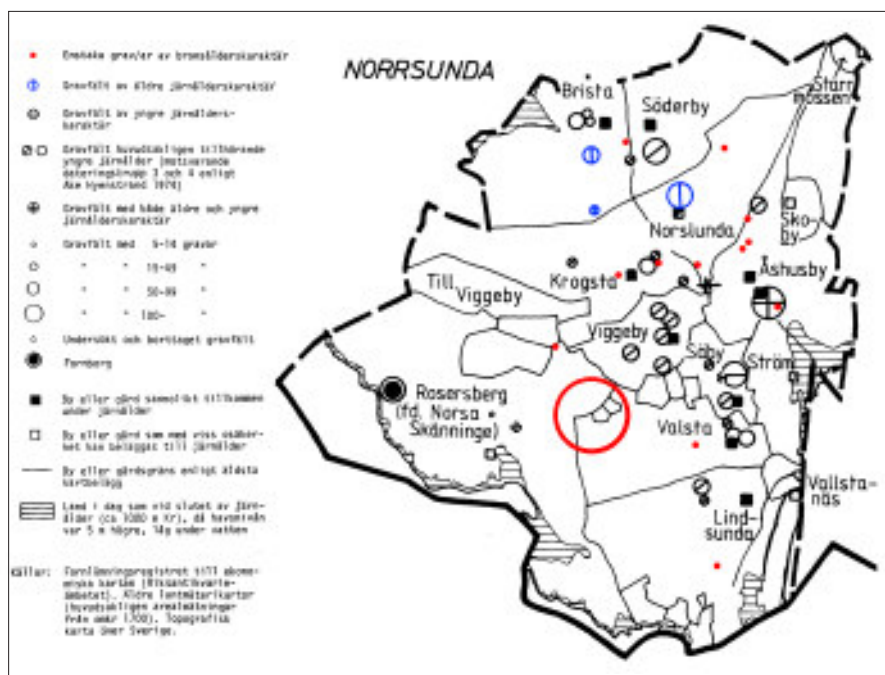 NORRSUNDA
Enstaka grav/er av bronsålderskaraktär
Gravfält av äldre järnålderskaraktär
Gravfält av yngre järnålders-
karaktär
Gravfält huvudsakligen tillhörande
yngre järnålder (motsvarande
dateringsgrupp 3 och 4 enligt
Åke Hyenstrand 1974)
Gravfält med både äldre och yngre
järnålderskaraktär
Gravfält med 5-14 gravar
" " 15-49 "
" " 50-99 "
" " 100- "
Undersökt och borttaget gravfält
Fornborg
By eller gård sannolikt tillkommen
under järnålder
By eller gård som med viss osäker-
het kan beläggas till järnålder
By eller gårdsgräns enligt äldsta
kartbelägg
Land i dag som vid slutet av järn-
ålder (ca 1000 e Kr), då havsnivån
var 5 m högre, låg under vatten
Källor: Fornlämningsregistret till ekono-
miska kartan (Riksantikvarie-
ämbetet). Äldre lantmäterikartor
(huvudsakligen arealmätningar
från omkr 1700). Topografiska
karta över Sverige.
Brista
Söderby
Starr
mossen
Norslunda
Sko-
by
Krogsta
Åshusby
Till
Viggeby
Viggeby
Säby
Ström
Rosersberg
(fd. Norsa
Skänninge)
Valsta
Vallsta-
näs
Lind-
sunda